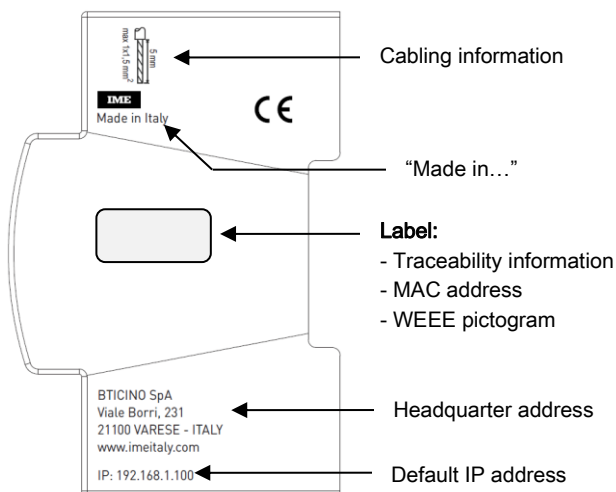 5 mm
max 1x1,5 mm²
Cabling information
IME
CE
Made in Italy
“Made in…”
Label:
- Traceability information
- MAC address
- WEEE pictogram
BTICINO SpA
Viale Borri, 231
21100 VARESE - ITALY
www.imeitaly.com
Headquarter address
IP: 192.168.1.100
Default IP address